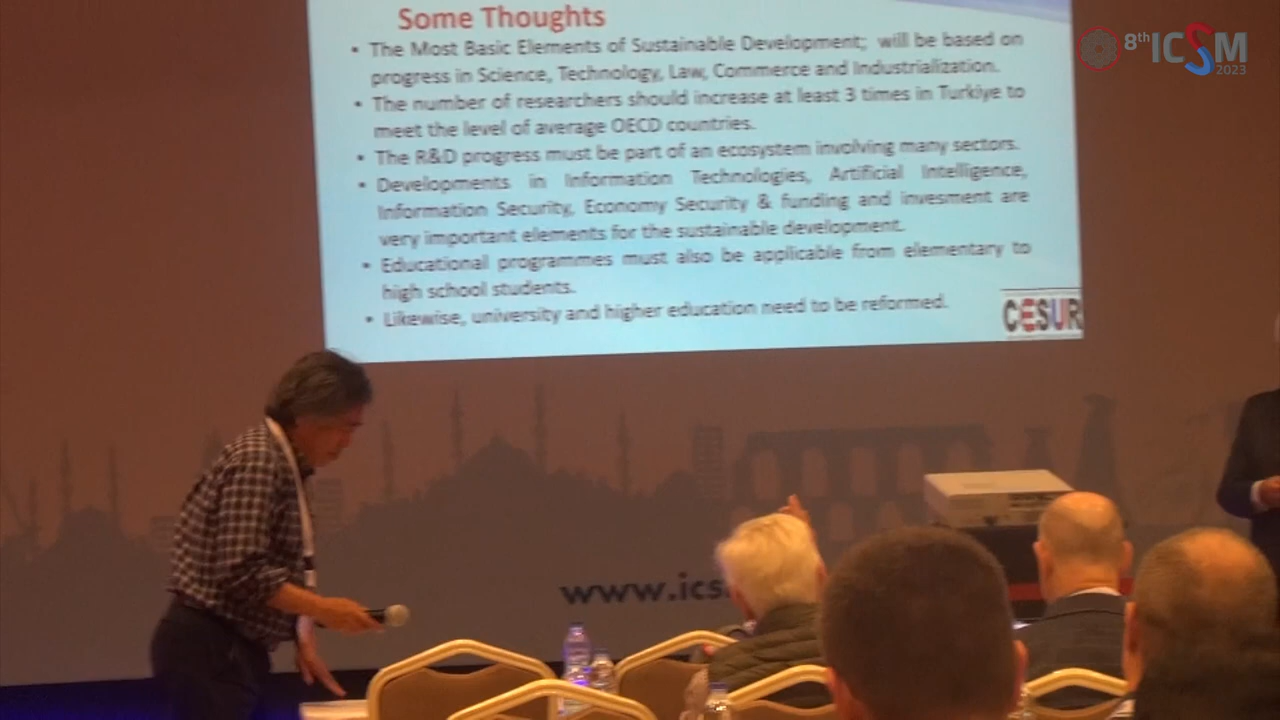 Some Thoughts
• The Most Basic Elements of Sustainable Development; will be based on
progress in Science, Technology, Law, Commerce and Industrialization.
• The number of researchers should increase at least 3 times in Turkiye to
meet the level of average OECD countries.
• The R&D progress must be part of an ecosystem involving many sectors.
• Developments in Information Technologies, Artificial Intelligence,
Information Security, Economy Security & funding and invesment are
very important elements for the sustainable development.
• Educational programmes must also be applicable from elementary to
high school students.
• Likewise, university and higher education need to be reformed.
CESUR
8th ICSM
2023
www.ics